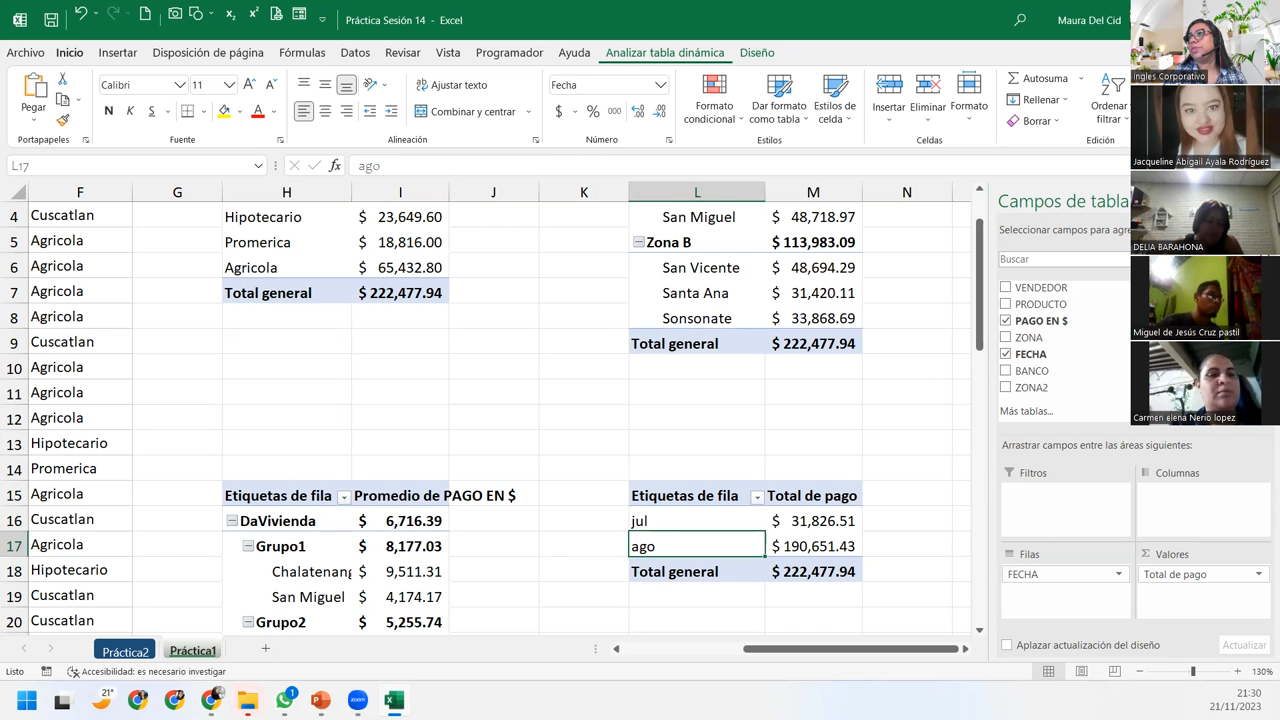 Práctica Sesión 14 - Excel
Maura Del Cid
Archivo Inicio Insertar Disposición de página Fórmulas Datos Revisar Vista Programador Ayuda Analizar tabla dinámica Diseño
Pegar
Portapapeles
Calibri 11
N K S
Fuente
Ajustar
Combinar y centrar
Alineación
Fecha
$ % 000
Número
Formato condicional
Dar formato como tabla
Estilos de celda
Estilos
Insertar Eliminar Formato
Celdas
Autosuma
Rellenar
Borrar
Ordenar
filtrar
Edición
L17 fx ago
F G H I J K L M N
4 Cuscatlan Hipotecario $ 23,649.60 San Miguel $ 48,718.97
5 Agricola Promerica $ 18,816.00 Zona B $ 113,983.09
6 Agricola Agricola $ 65,432.80 San Vicente $ 48,694.29
7 Agricola Total general $ 222,477.94 Santa Ana $ 31,420.11
8 Agricola Sonsonate $ 33,868.69
9 Cuscatlan Total general $ 222,477.94
10 Agricola
11 Agricola
12 Agricola
13 Hipotecario
14 Promerica
15 Agricola Etiquetas de fila Promedio de PAGO EN $ Etiquetas de fila Total de pago
16 Cuscatlan DaVivienda $ 6,716.39 jul $ 31,826.51
17 Agricola Grupo1 $ 8,177.03 ago $ 190,651.43
18 Hipotecario Chalatenang $ 9,511.31 Total general $ 222,477.94
19 Cuscatlan San Miguel $ 4,174.17
20 Cuscatlan Grupo2 $ 5,255.74
Campos de tabla
Seleccionar campos para agre
Buscar
VENDEDOR
PRODUCTO
PAGO EN $
ZONA
FECHA
BANCO
ZONA2
Más tablas...
Arrastrar campos entre las áreas siguientes:
Filtros
Columnas
Filas
Σ Valores
FECHA
Total de pago
Aplazar actualización del diseño
Actualizar
Práctica2 Práctica1
Listo
Accesibilidad: es necesario investigar
130%
21°
1
zoom
21:30
21/11/2023
Ingles Corporativo
Jacqueline Abigail Ayala Rodríguez
DELIA BARAHONA
Miguel de Jesús Cruz pastil
Carmen elena Nerio lopez